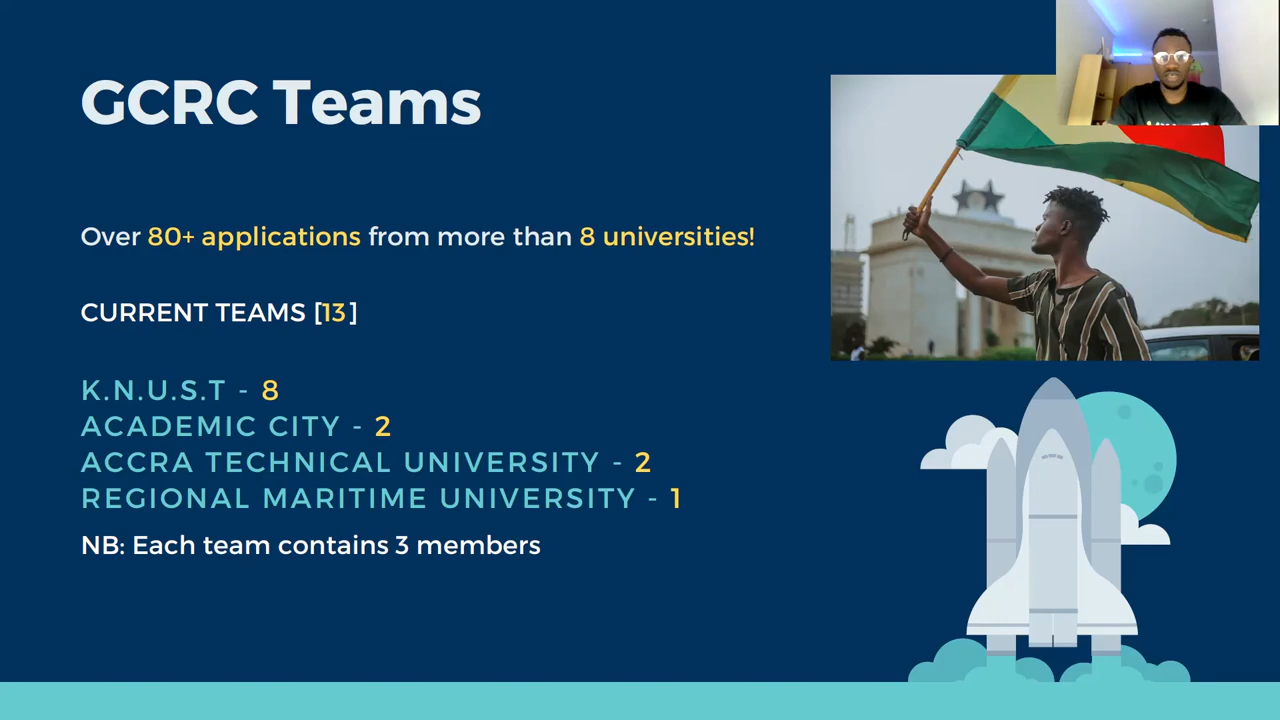 GCRC Teams
Over 80+ applications from more than 8 universities!
CURRENT TEAMS [13]
K.N.U.S.T - 8
ACADEMIC CITY - 2
ACCRA TECHNICAL UNIVERSITY - 2
REGIONAL MARITIME UNIVERSITY - 1
NB: Each team contains 3 members